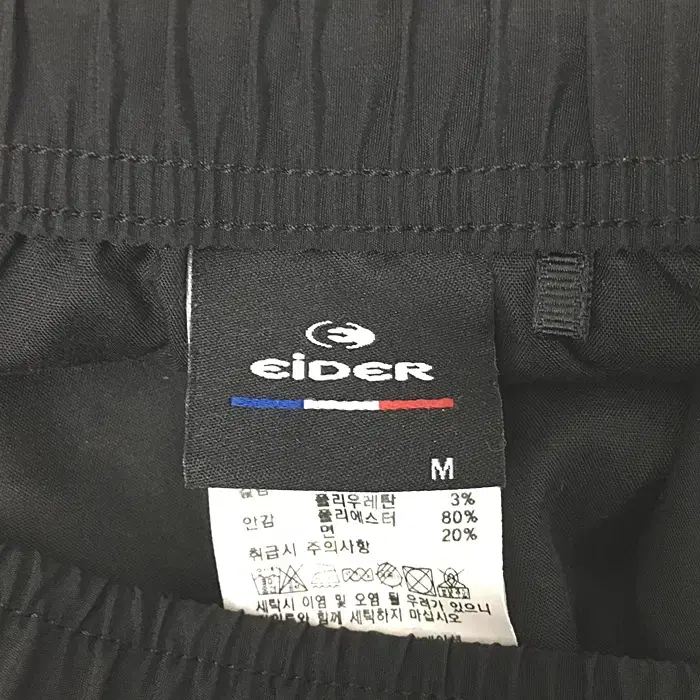 EiDER
M
폴리우레탄 3%
안감 폴리에스터 80%
면 20%
취급시 주의사항
세탁시 이염 및 오염 될 우려가 있으니
함께 세탁하지 마십시오